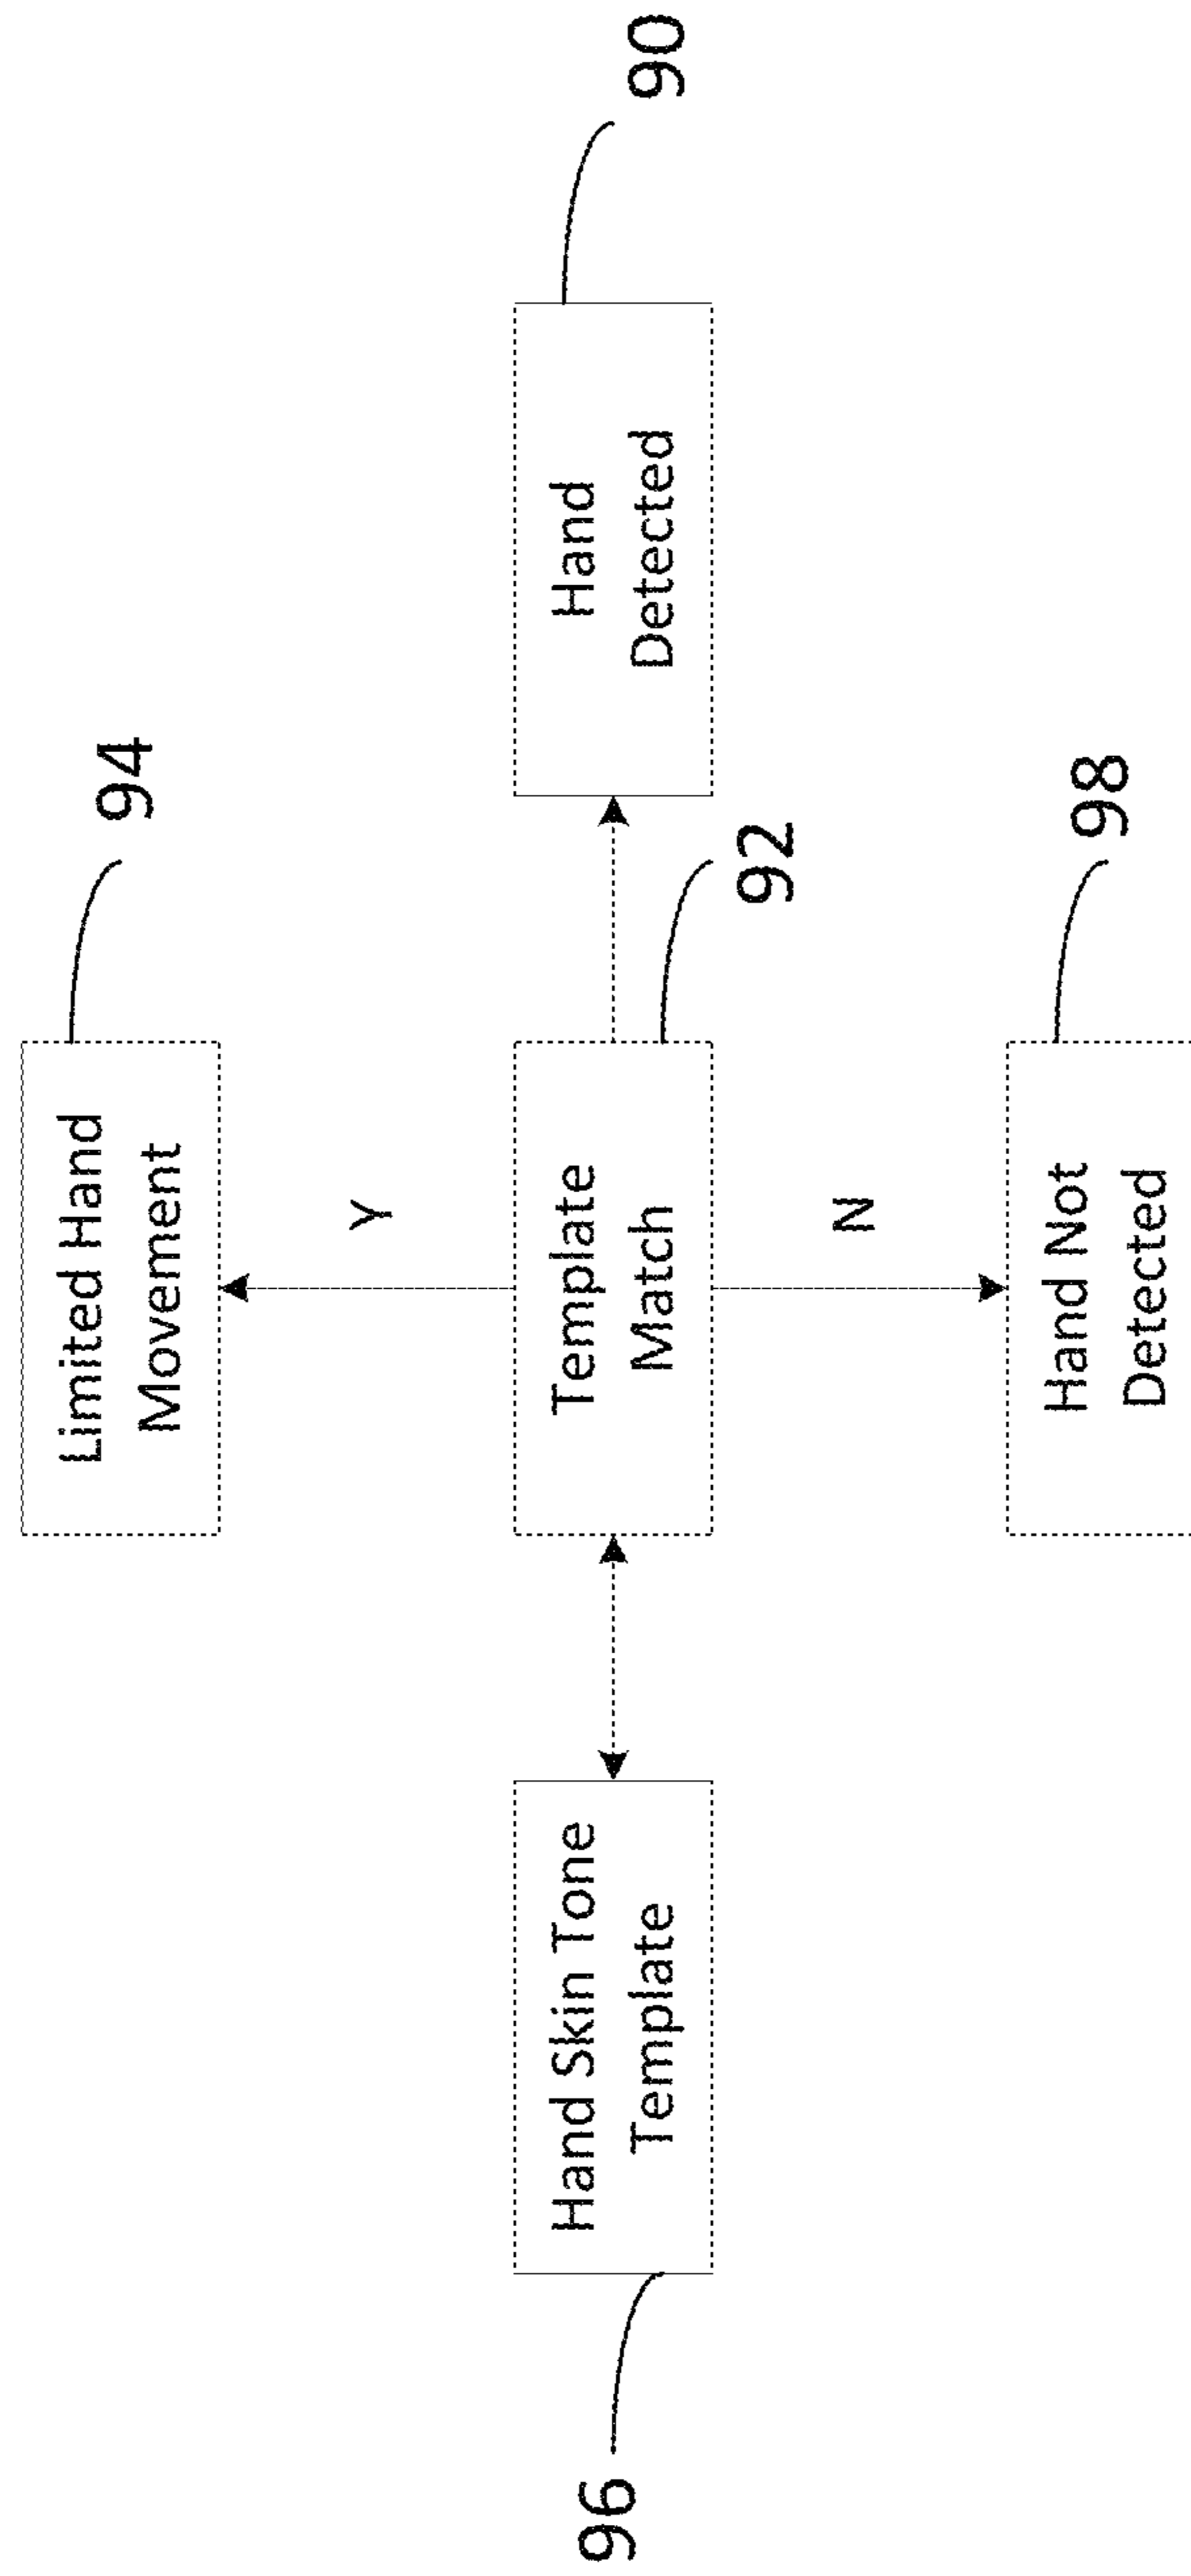 94
Limited Hand
Movement
Y
96
Hand Skin Tone
Template
Template
Match
92
Hand
Detected
90
N
98
Hand Not
Detected